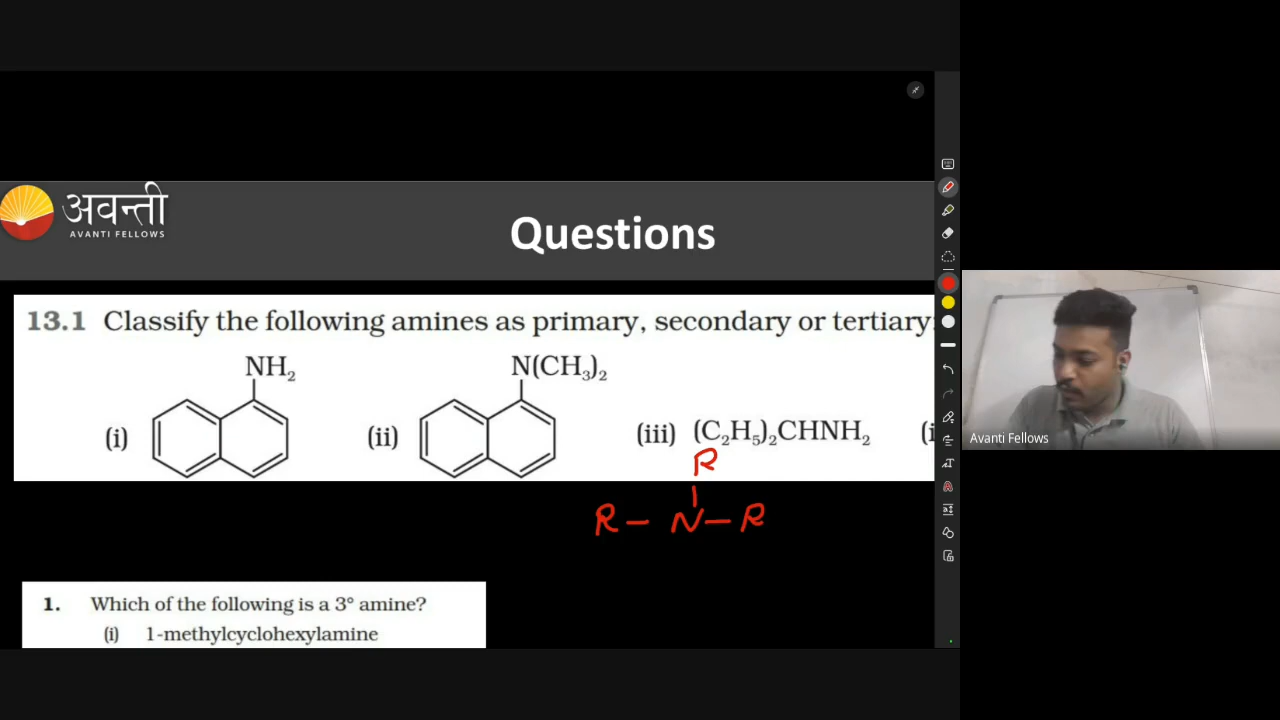 अवन्ती
AVANTI FELLOWS
Questions
13.1 Classify the following amines as primary, secondary or tertiary:
NH₂
N(CH₃)₂
(i)
(ii)
(iii) (C₂H₅)₂CHNH₂
R
R – N – R
1. Which of the following is a 3° amine?
(i) 1-methylcyclohexylamine
Avanti Fellows